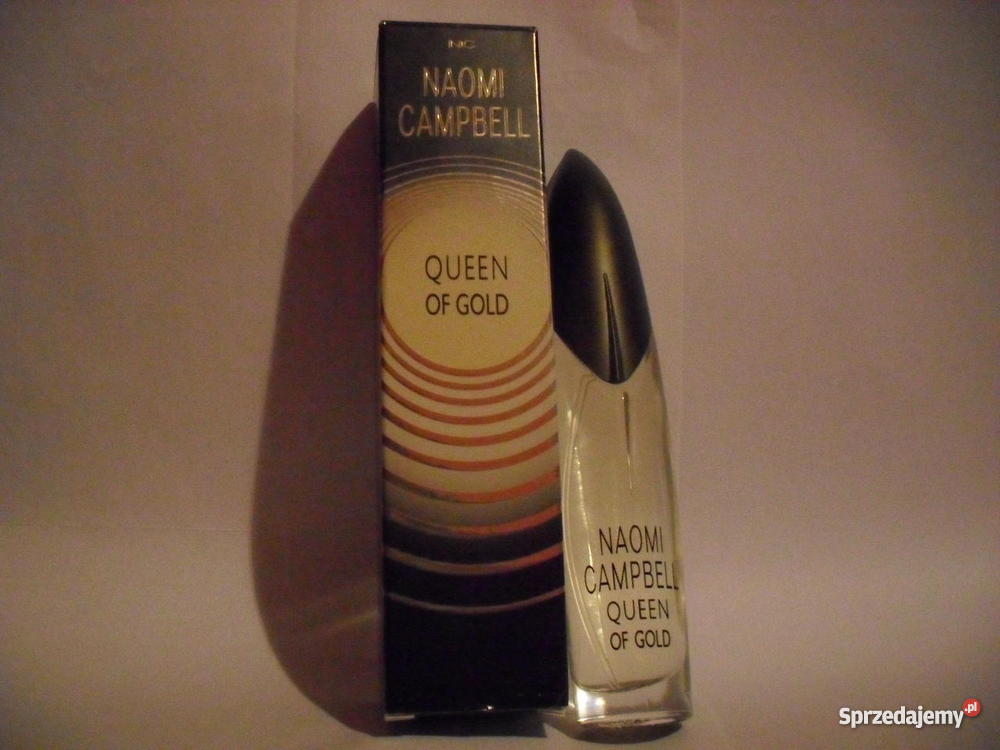 NC
NAOMI
CAMPBELL
QUEEN
OF GOLD
NAOMI
CAMPBELL
QUEEN
OF GOLD
Sprzedajemy.pl